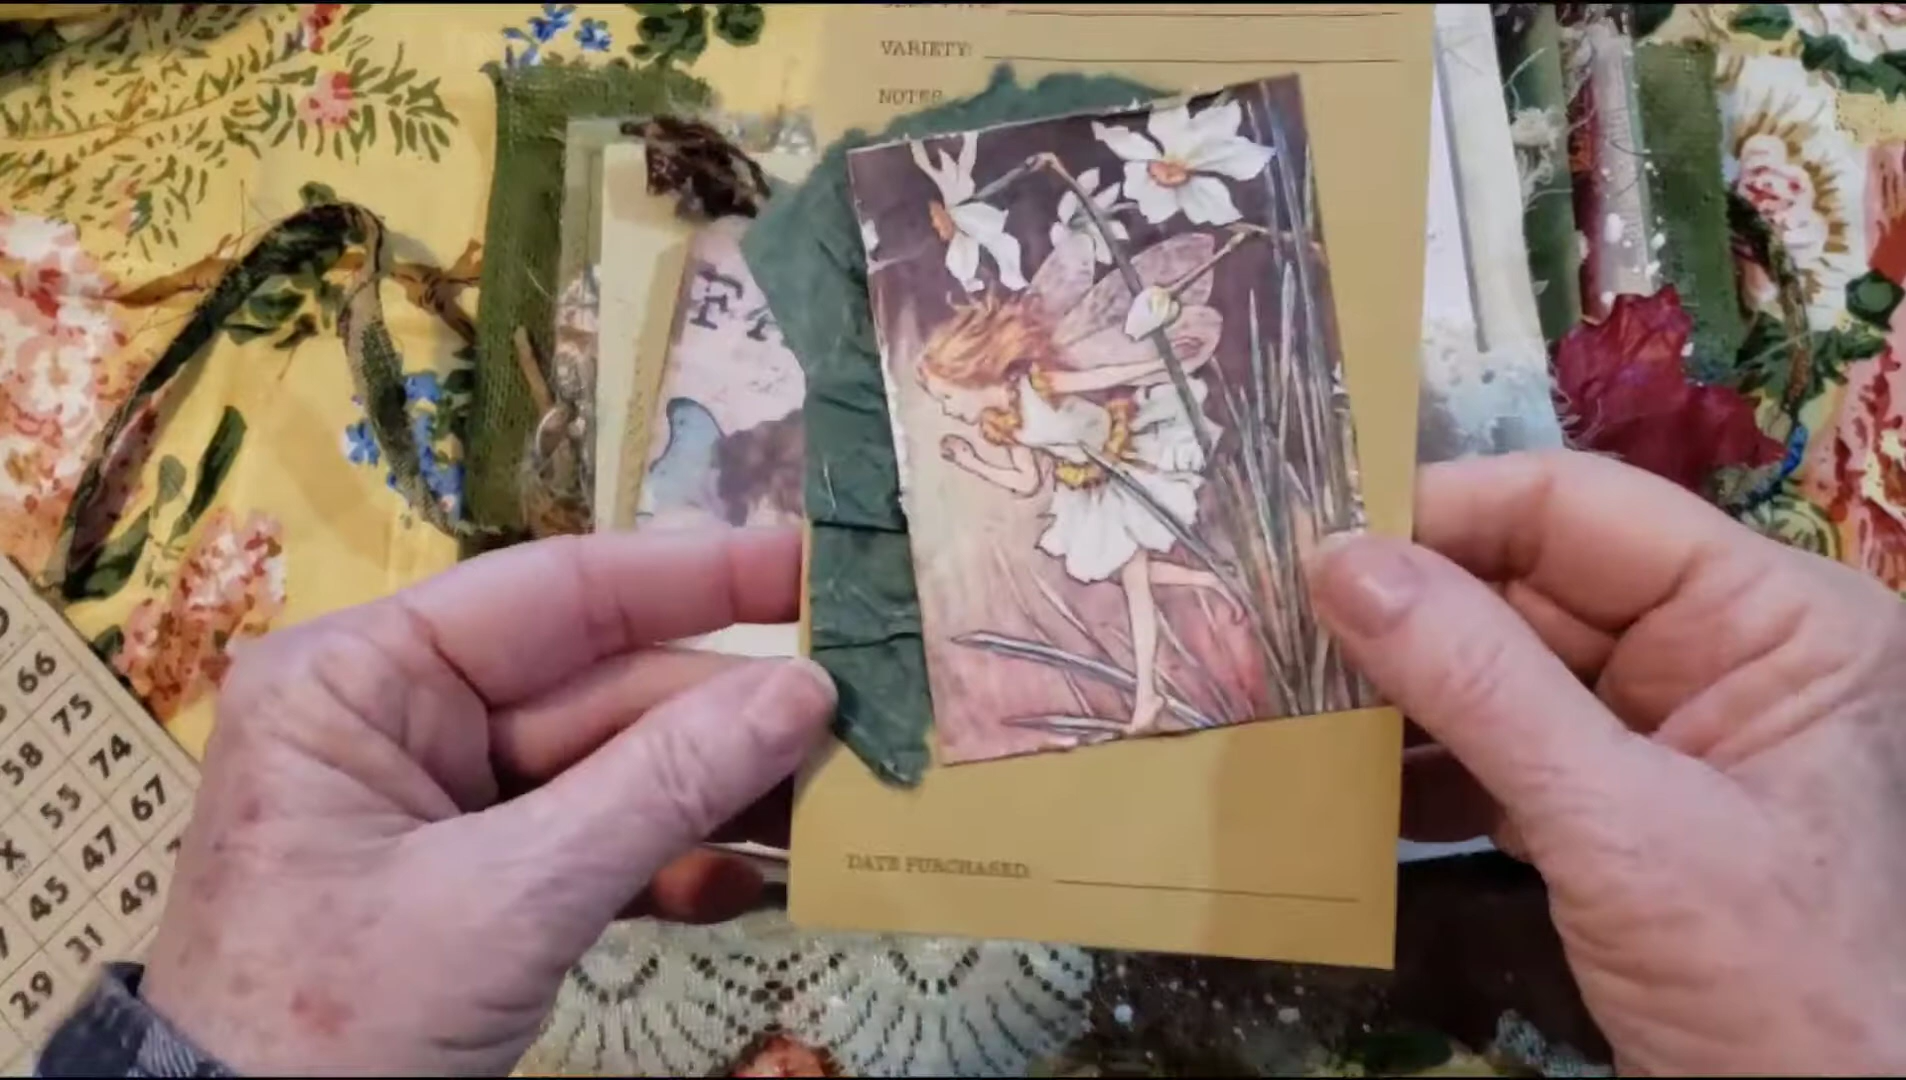 VARIETY:
NOTES
DATE PURCHASED:
66
75
58
74
55
67
X
47
45
49
31
29